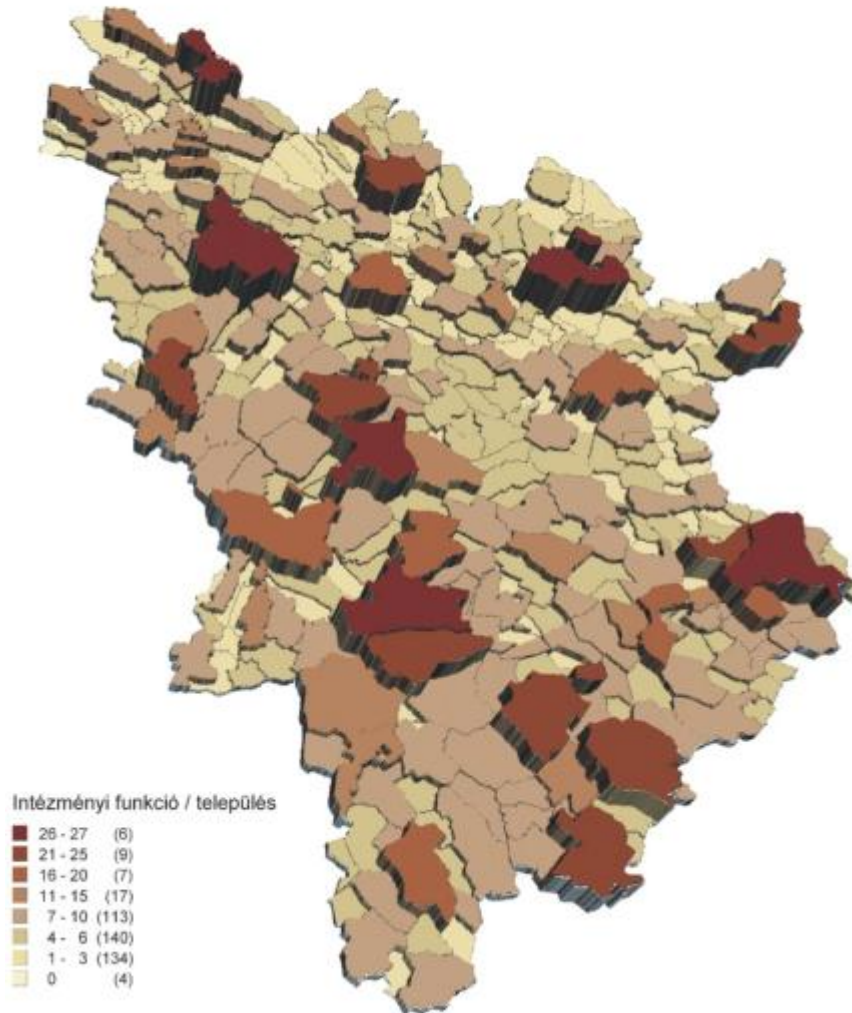 Intézményi funkció / település
26 - 27 (6)
21 - 25 (9)
16 - 20 (7)
11 - 15 (17)
7 - 10 (113)
4 - 6 (140)
1 - 3 (134)
0 (4)